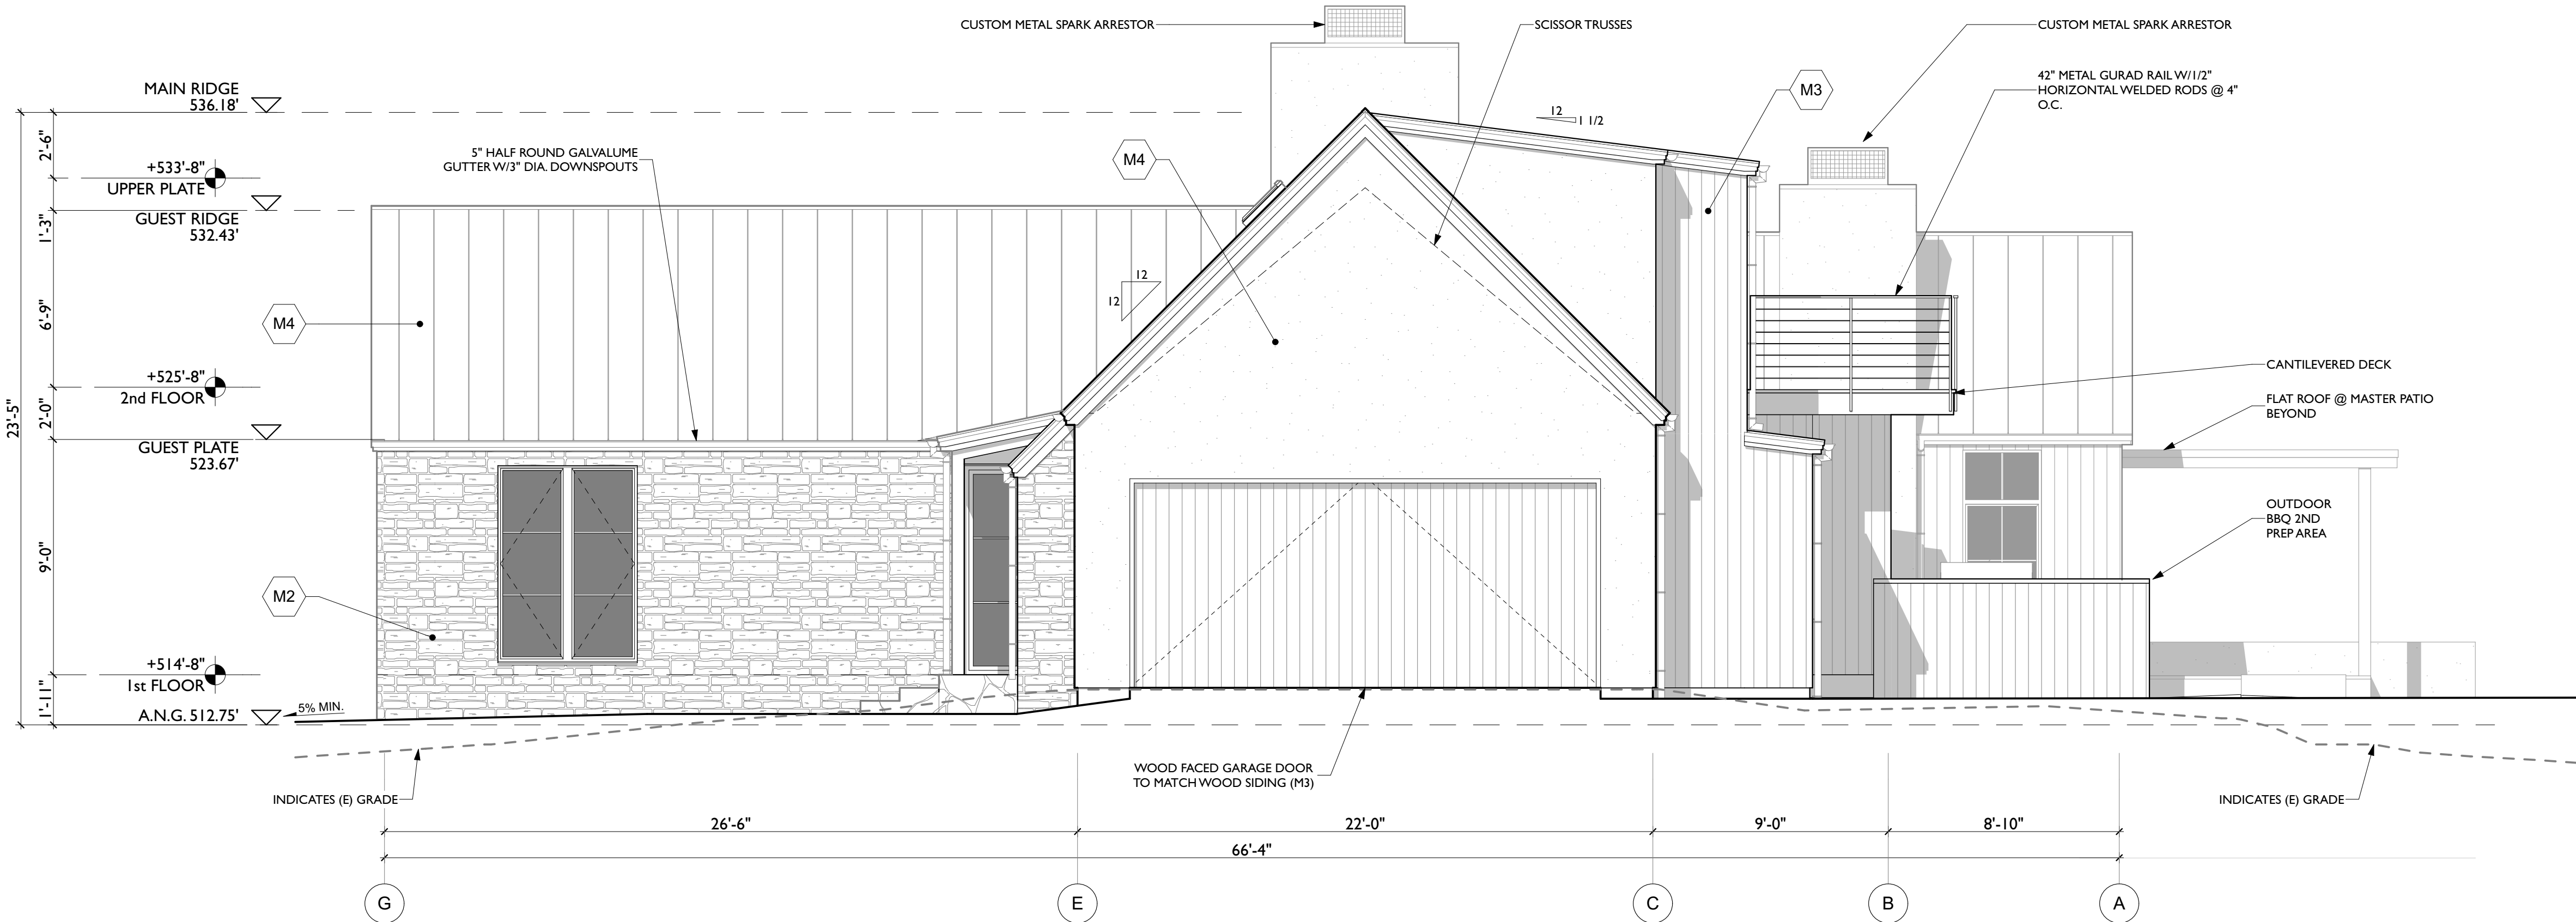 CUSTOM METAL SPARK ARRESTOR
SCISSOR TRUSSES
CUSTOM METAL SPARK ARRESTOR
42" METAL GURAD RAIL W/1/2"
HORIZONTAL WELDED RODS @ 4"
O.C.
M3
MAIN RIDGE
536.18'
12
1 1/2
2'-6"
5" HALF ROUND GALVALUME
GUTTER W/3" DIA. DOWNSPOUTS
M4
+533'-8"
UPPER PLATE
GUEST RIDGE
532.43'
1'-3"
12
12
6'-9"
M4
+525'-8"
2nd FLOOR
CANTILEVERED DECK
FLAT ROOF @ MASTER PATIO
BEYOND
23'-5"
2'-0"
GUEST PLATE
523.67'
OUTDOOR
BBQ 2ND
PREP AREA
9'-0"
M2
+514'-8"
1st FLOOR
1'-11"
A.N.G. 512.75'
5% MIN.
WOOD FACED GARAGE DOOR
TO MATCH WOOD SIDING (M3)
INDICATES (E) GRADE
INDICATES (E) GRADE
26'-6"
22'-0"
9'-0"
8'-10"
66'-4"
G
E
C
B
A